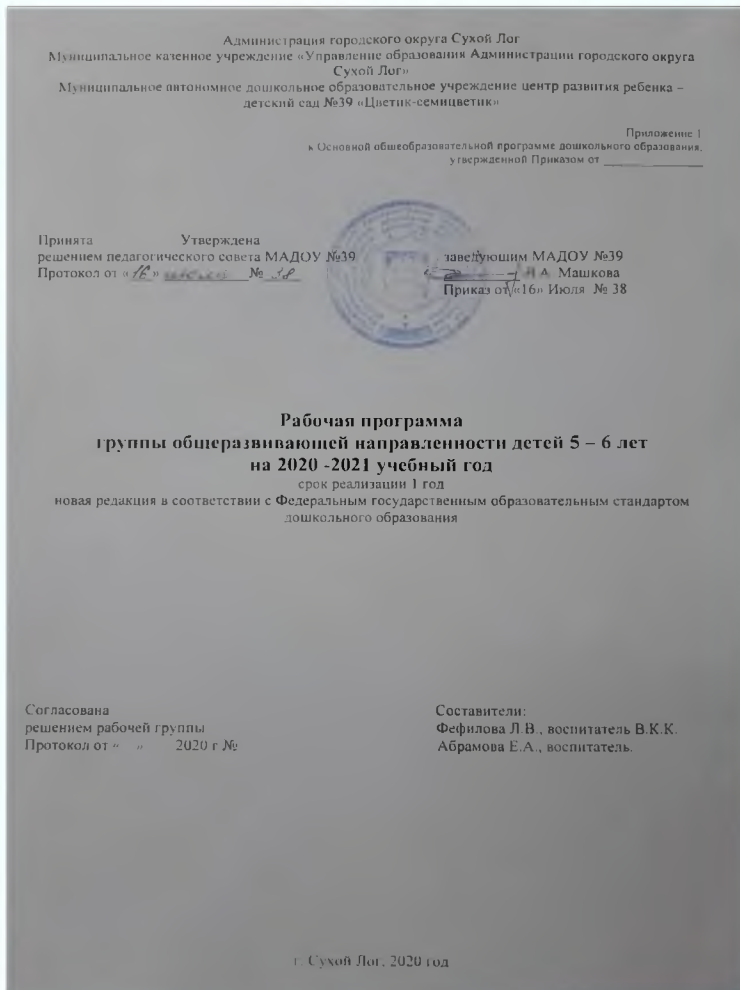 Администрация городского округа Сухой Лог
Муниципальное казенное учреждение «Управление образования Администрации городского округа
Сухой Лог»
Муниципальное автономное дошкольное образовательное учреждение центр развития ребенка –
детский сад №39 «Цветик-семицветик»
Приложение 1
к Основной общеобразовательной программе дошкольного образования,
утвержденной Приказом от _______________
Принята Утверждена
решением педагогического совета МАДОУ №39 заведующим МАДОУ №39
Протокол от «16» июля № 38 Н.А. Машкова
Приказ от «16» Июля № 38
Рабочая программа
группы общеразвивающей направленности детей 5 – 6 лет
на 2020 -2021 учебный год
срок реализации 1 год
новая редакция в соответствии с Федеральным государственным образовательным стандартом
дошкольного образования
Согласована Составители:
решением рабочей группы Фефилова Л.В., воспитатель В.К.К.
Протокол от « » 2020 г № Абрамова Е.А., воспитатель.
г. Сухой Лог, 2020 год